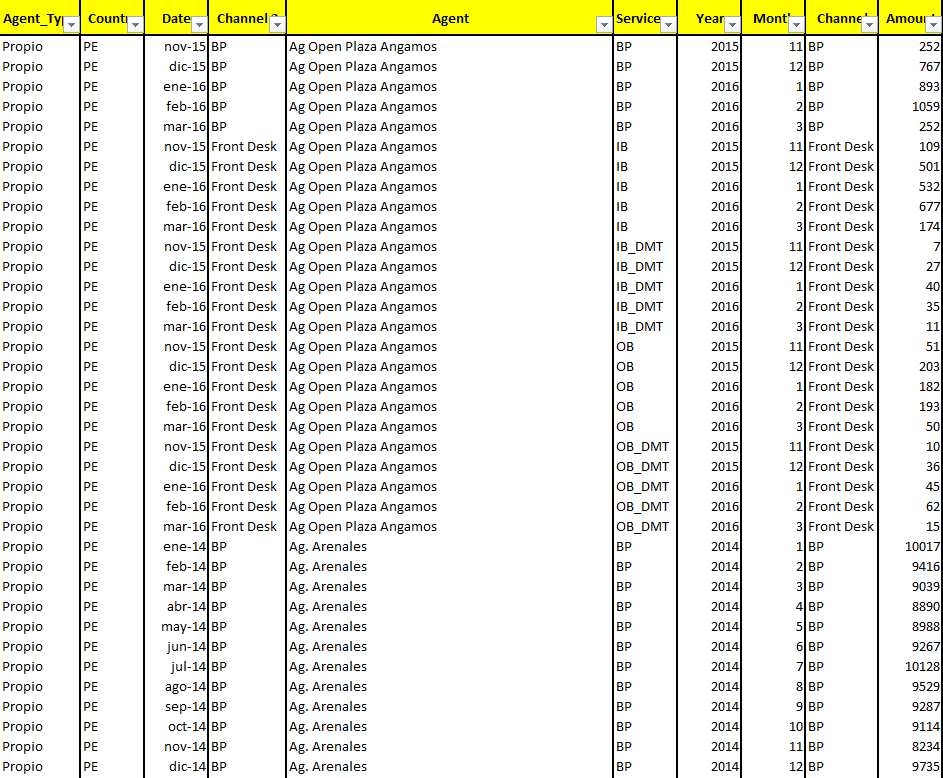 Agent_Ty Countr Date Channel 2 Agent Service Year Month Channel Amoun
Propio PE nov-15 BP Ag Open Plaza Angamos BP 2015 11 BP 252
Propio PE dic-15 BP Ag Open Plaza Angamos BP 2015 12 BP 767
Propio PE ene-16 BP Ag Open Plaza Angamos BP 2016 1 BP 893
Propio PE feb-16 BP Ag Open Plaza Angamos BP 2016 2 BP 1059
Propio PE mar-16 BP Ag Open Plaza Angamos BP 2016 3 BP 252
Propio PE nov-15 Front Desk Ag Open Plaza Angamos IB 2015 11 Front Desk 109
Propio PE dic-15 Front Desk Ag Open Plaza Angamos IB 2015 12 Front Desk 501
Propio PE ene-16 Front Desk Ag Open Plaza Angamos IB 2016 1 Front Desk 532
Propio PE feb-16 Front Desk Ag Open Plaza Angamos IB 2016 2 Front Desk 677
Propio PE mar-16 Front Desk Ag Open Plaza Angamos IB 2016 3 Front Desk 174
Propio PE nov-15 Front Desk Ag Open Plaza Angamos IB_DMT 2015 11 Front Desk 7
Propio PE dic-15 Front Desk Ag Open Plaza Angamos IB_DMT 2015 12 Front Desk 27
Propio PE ene-16 Front Desk Ag Open Plaza Angamos IB_DMT 2016 1 Front Desk 40
Propio PE feb-16 Front Desk Ag Open Plaza Angamos IB_DMT 2016 2 Front Desk 35
Propio PE mar-16 Front Desk Ag Open Plaza Angamos IB_DMT 2016 3 Front Desk 11
Propio PE nov-15 Front Desk Ag Open Plaza Angamos OB 2015 11 Front Desk 51
Propio PE dic-15 Front Desk Ag Open Plaza Angamos OB 2015 12 Front Desk 203
Propio PE ene-16 Front Desk Ag Open Plaza Angamos OB 2016 1 Front Desk 182
Propio PE feb-16 Front Desk Ag Open Plaza Angamos OB 2016 2 Front Desk 193
Propio PE mar-16 Front Desk Ag Open Plaza Angamos OB 2016 3 Front Desk 50
Propio PE nov-15 Front Desk Ag Open Plaza Angamos OB_DMT 2015 11 Front Desk 10
Propio PE dic-15 Front Desk Ag Open Plaza Angamos OB_DMT 2015 12 Front Desk 36
Propio PE ene-16 Front Desk Ag Open Plaza Angamos OB_DMT 2016 1 Front Desk 45
Propio PE feb-16 Front Desk Ag Open Plaza Angamos OB_DMT 2016 2 Front Desk 62
Propio PE mar-16 Front Desk Ag Open Plaza Angamos OB_DMT 2016 3 Front Desk 15
Propio PE ene-14 BP Ag. Arenales BP 2014 1 BP 10017
Propio PE feb-14 BP Ag. Arenales BP 2014 2 BP 9416
Propio PE mar-14 BP Ag. Arenales BP 2014 3 BP 9039
Propio PE abr-14 BP Ag. Arenales BP 2014 4 BP 8890
Propio PE may-14 BP Ag. Arenales BP 2014 5 BP 8988
Propio PE jun-14 BP Ag. Arenales BP 2014 6 BP 9267
Propio PE jul-14 BP Ag. Arenales BP 2014 7 BP 10128
Propio PE ago-14 BP Ag. Arenales BP 2014 8 BP 9529
Propio PE sep-14 BP Ag. Arenales BP 2014 9 BP 9287
Propio PE oct-14 BP Ag. Arenales BP 2014 10 BP 9114
Propio PE nov-14 BP Ag. Arenales BP 2014 11 BP 8234
Propio PE dic-14 BP Ag. Arenales BP 2014 12 BP 9735